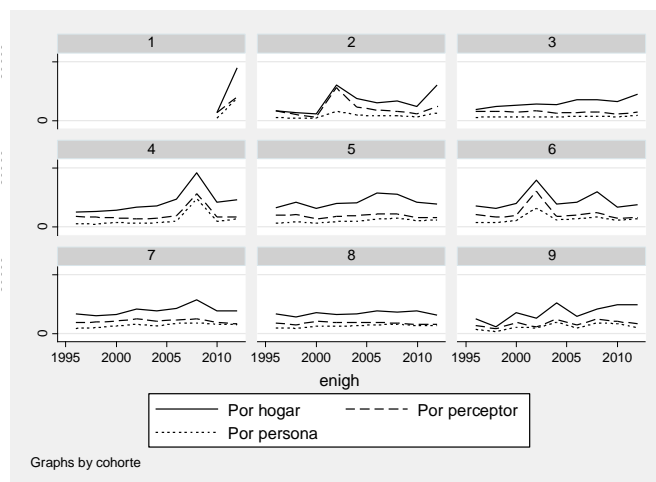 1 2 3
0
4 5 6
0
7 8 9
0
1995 2000 2005 2010 1995 2000 2005 2010 1995 2000 2005 2010
enigh
Por hogar Por perceptor
Por persona
Graphs by cohorte